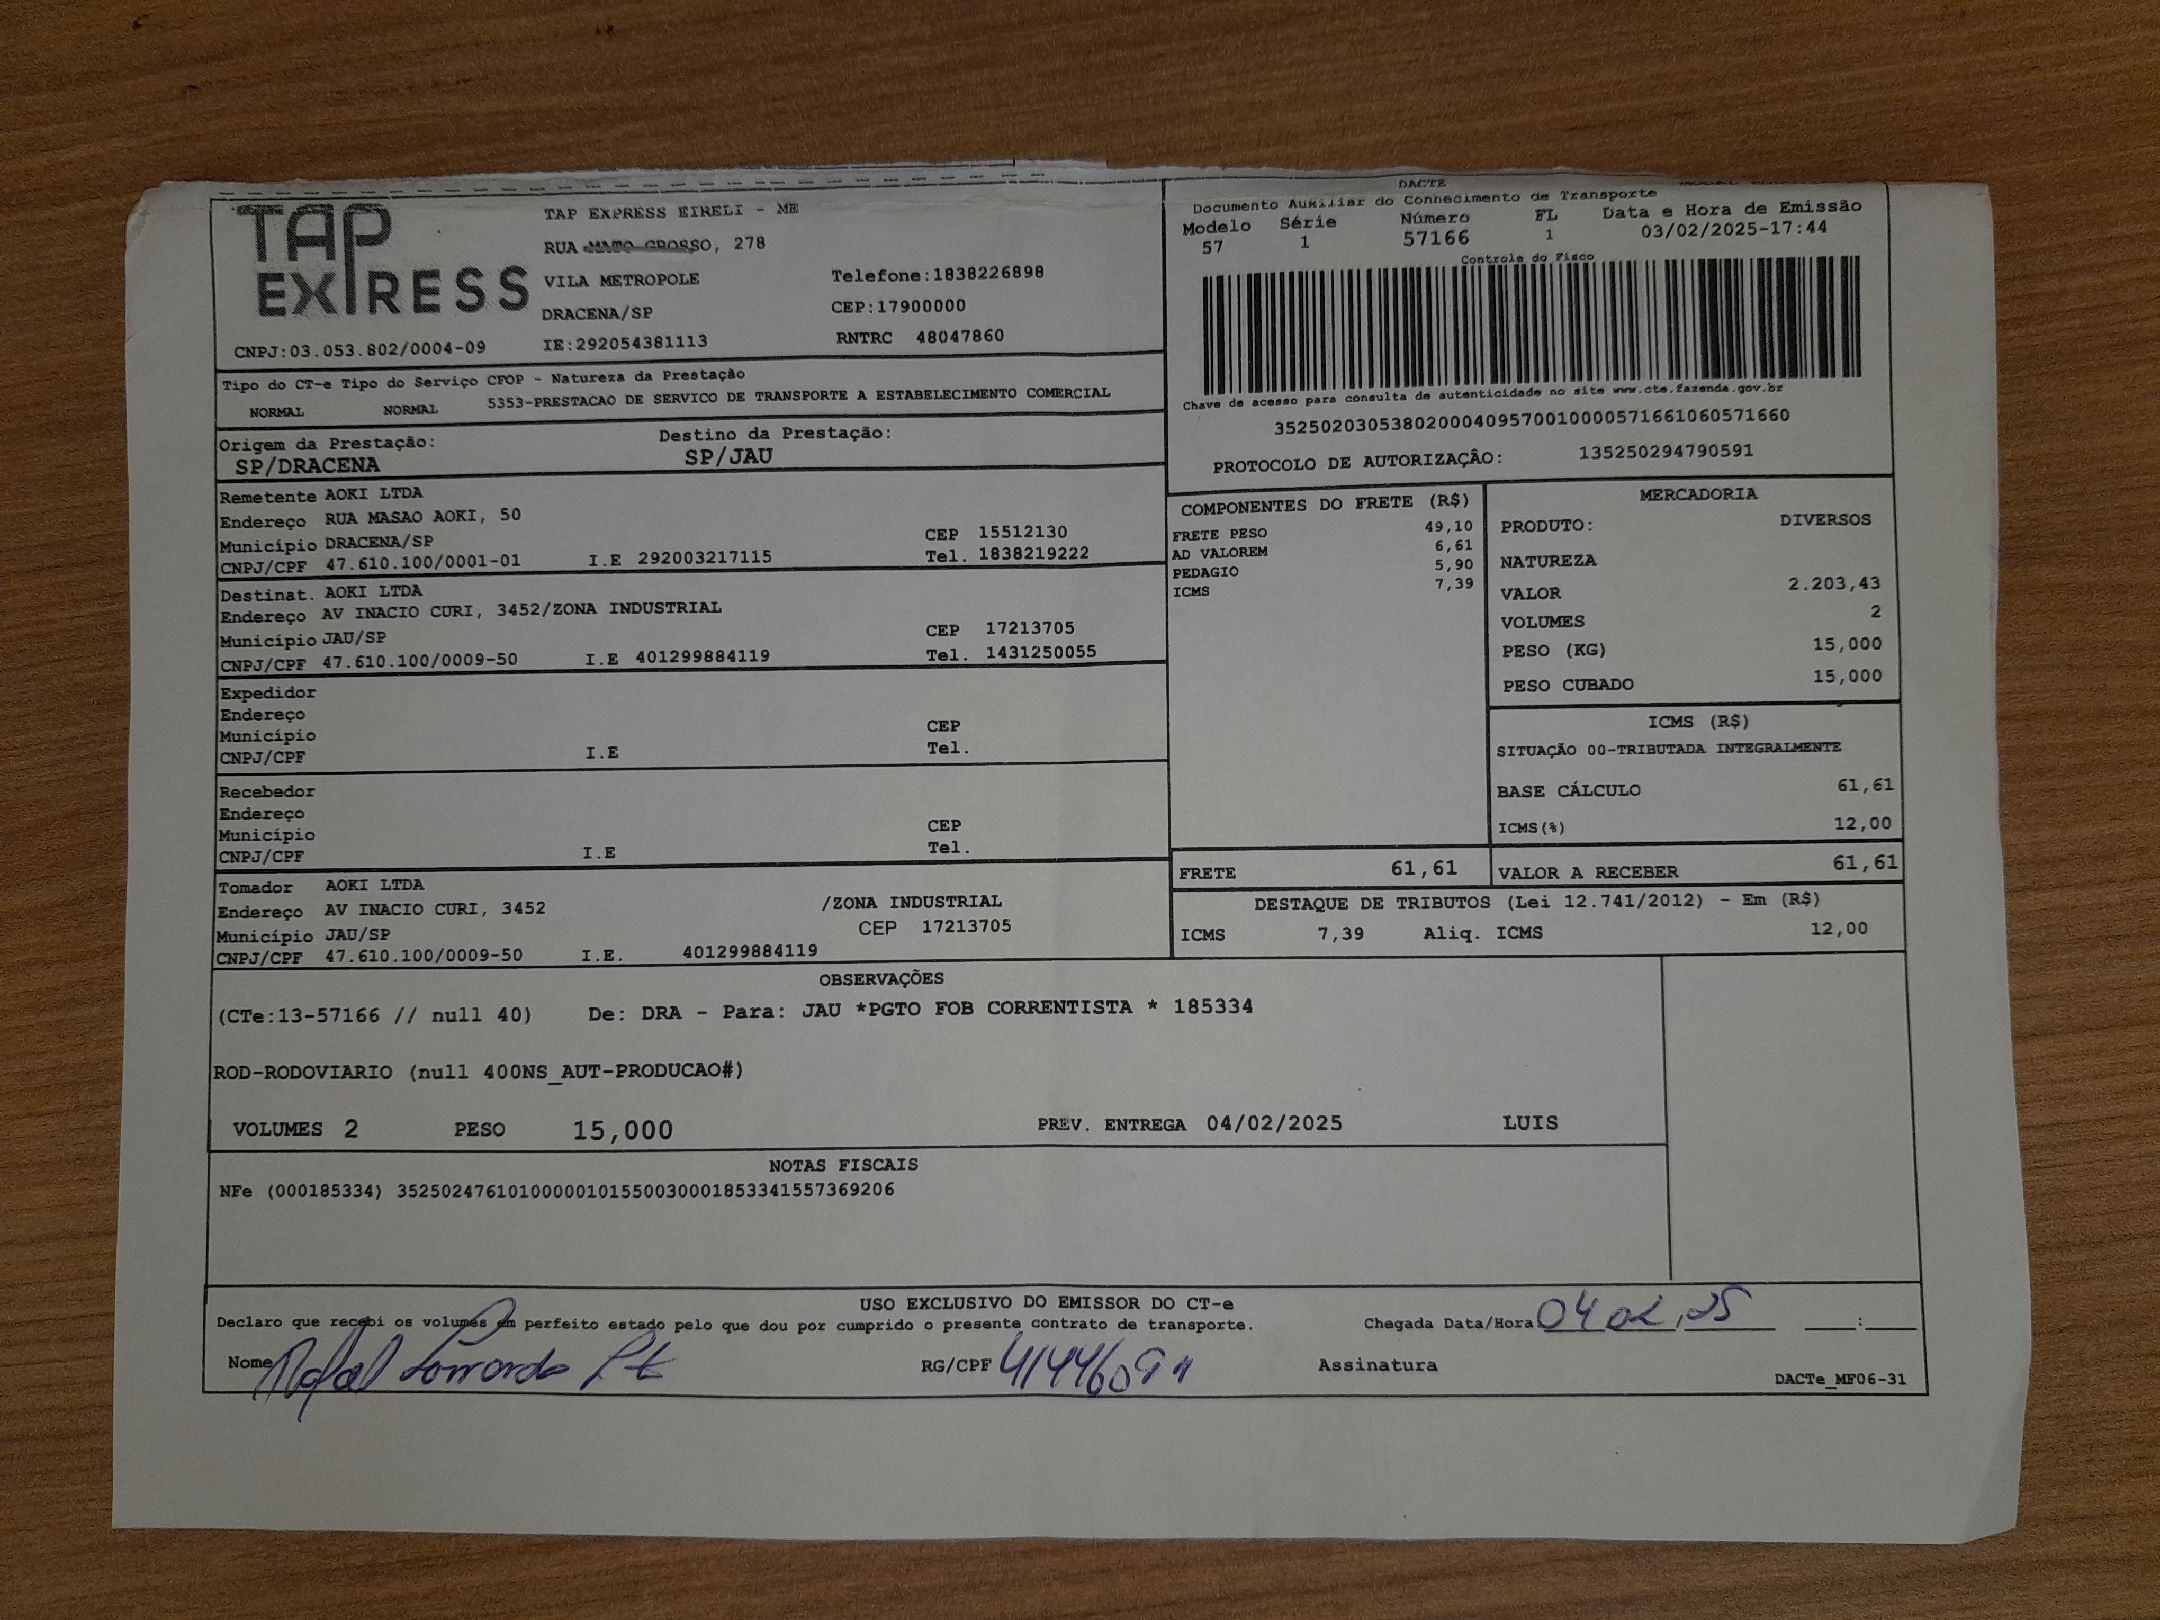 TAP
EXPRESS
TAP EXPRESS EIRELI - ME
RUA MATO GROSSO, 278
VILA METROPOLE
Telefone:1838226898
DRACENA/SP
CEP:17900000
CNPJ:03.053.802/0004-09
IE:292054381113
RNTRC 48047860
DACTE
Documento Auxiliar do Conhecimento de Transporte
Modelo Série Número FL Data e Hora de Emissão
57 1 57166 1 03/02/2025-17:44
Controle do Fisco
Chave de acesso para consulta de autenticidade no site www.cte.fazenda.gov.br
35250203053802000409570010000571661060571660
PROTOCOLO DE AUTORIZAÇÂO: 135250294790591
Tipo do CT-e Tipo do Serviço CFOP - Natureza da Prestação
NORMAL NORMAL 5353-PRESTACAO DE SERVICO DE TRANSPORTE A ESTABELECIMENTO COMERCIAL
Origem da Prestação: Destino da Prestação:
SP/DRACENA SP/JAU
Remetente AOKI LTDA
Endereço RUA MASAO AOKI, 50
Município DRACENA/SP CEP 15512130
CNPJ/CPF 47.610.100/0001-01 I.E 292003217115 Tel. 1838219222
Destinat. AOKI LTDA
Endereço AV INACIO CURI, 3452/ZONA INDUSTRIAL
Município JAU/SP CEP 17213705
CNPJ/CPF 47.610.100/0009-50 I.E 401299884119 Tel. 1431250055
Expedidor
Endereço
Município CEP
CNPJ/CPF I.E Tel.
Recebedor
Endereço
Município CEP
CNPJ/CPF I.E Tel.
Tomador AOKI LTDA
Endereço AV INACIO CURI, 3452 /ZONA INDUSTRIAL
Município JAU/SP CEP 17213705
CNPJ/CPF 47.610.100/0009-50 I.E. 401299884119
COMPONENTES DO FRETE (R$)
FRETE PESO 49,10
AD VALOREM 6,61
PEDAGIO 5,90
ICMS 7,39
MERCADORIA
PRODUTO: DIVERSOS
NATUREZA
VALOR 2.203,43
VOLUMES 2
PESO (KG) 15,000
PESO CUBADO 15,000
ICMS (R$)
SITUAÇÃO 00-TRIBUTADA INTEGRALMENTE
BASE CÁLCULO 61,61
ICMS(%) 12,00
FRETE 61,61 VALOR A RECEBER 61,61
DESTAQUE DE TRIBUTOS (Lei 12.741/2012) - Em (R$)
ICMS 7,39 Aliq. ICMS 12,00
OBSERVAÇÕES
(CTe:13-57166 // null 40) De: DRA - Para: JAU *PGTO FOB CORRENTISTA * 185334
ROD-RODOVIARIO (null 400NS_AUT-PRODUCAO#)
VOLUMES 2 PESO 15,000 PREV. ENTREGA 04/02/2025 LUIS
NOTAS FISCAIS
NFe (000185334) 35250247610100000101550030001853341557369206
USO EXCLUSIVO DO EMISSOR DO CT-e
Declaro que recebi os volumes em perfeito estado pelo que dou por cumprido o presente contrato de transporte. Chegada Data/Hora 04 02 25 :
Nome RG/CPF Assinatura
DACTe_MF06-31